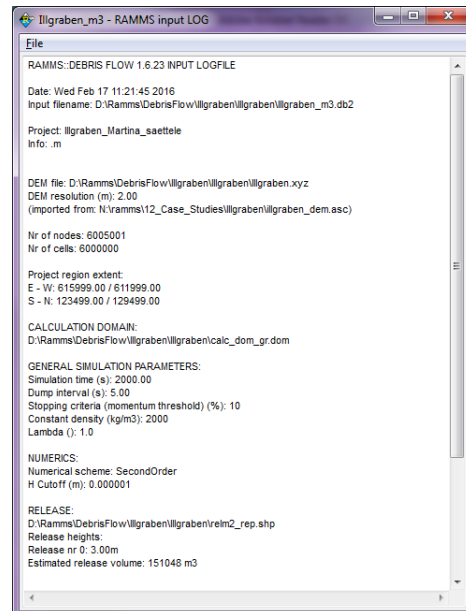 Illgraben_m3 - RAMMS input LOG
File
RAMMS::DEBRIS FLOW 1.6.23 INPUT LOGFILE
Date: Wed Feb 17 11:21:45 2016
Input filename: D:\Ramms\DebrisFlow\Illgraben\Illgraben\Illgraben_m3.db2
Project: Illgraben_Martina_saettele
Info: .m
DEM file: D:\Ramms\DebrisFlow\Illgraben\Illgraben\Illgraben.xyz
DEM resolution (m): 2.00
(imported from: N:\ramms\12_Case_Studies\Illgraben\illgraben_dem.asc)
Nr of nodes: 6005001
Nr of cells: 6000000
Project region extent:
E - W: 615999.00 / 611999.00
S - N: 123499.00 / 129499.00
CALCULATION DOMAIN:
D:\Ramms\DebrisFlow\Illgraben\calc_dom_gr.dom
GENERAL SIMULATION PARAMETERS:
Simulation time (s): 2000.00
Dump interval (s): 5.00
Stopping criteria (momentum threshold) (%): 10
Constant density (kg/m3): 2000
Lambda (): 1.0
NUMERICS:
Numerical scheme: SecondOrder
H Cutoff (m): 0.000001
RELEASE:
D:\Ramms\DebrisFlow\Illgraben\Illgraben\relm2_rep.shp
Release heights:
Release nr 0: 3.00m
Estimated release volume: 151048 m3